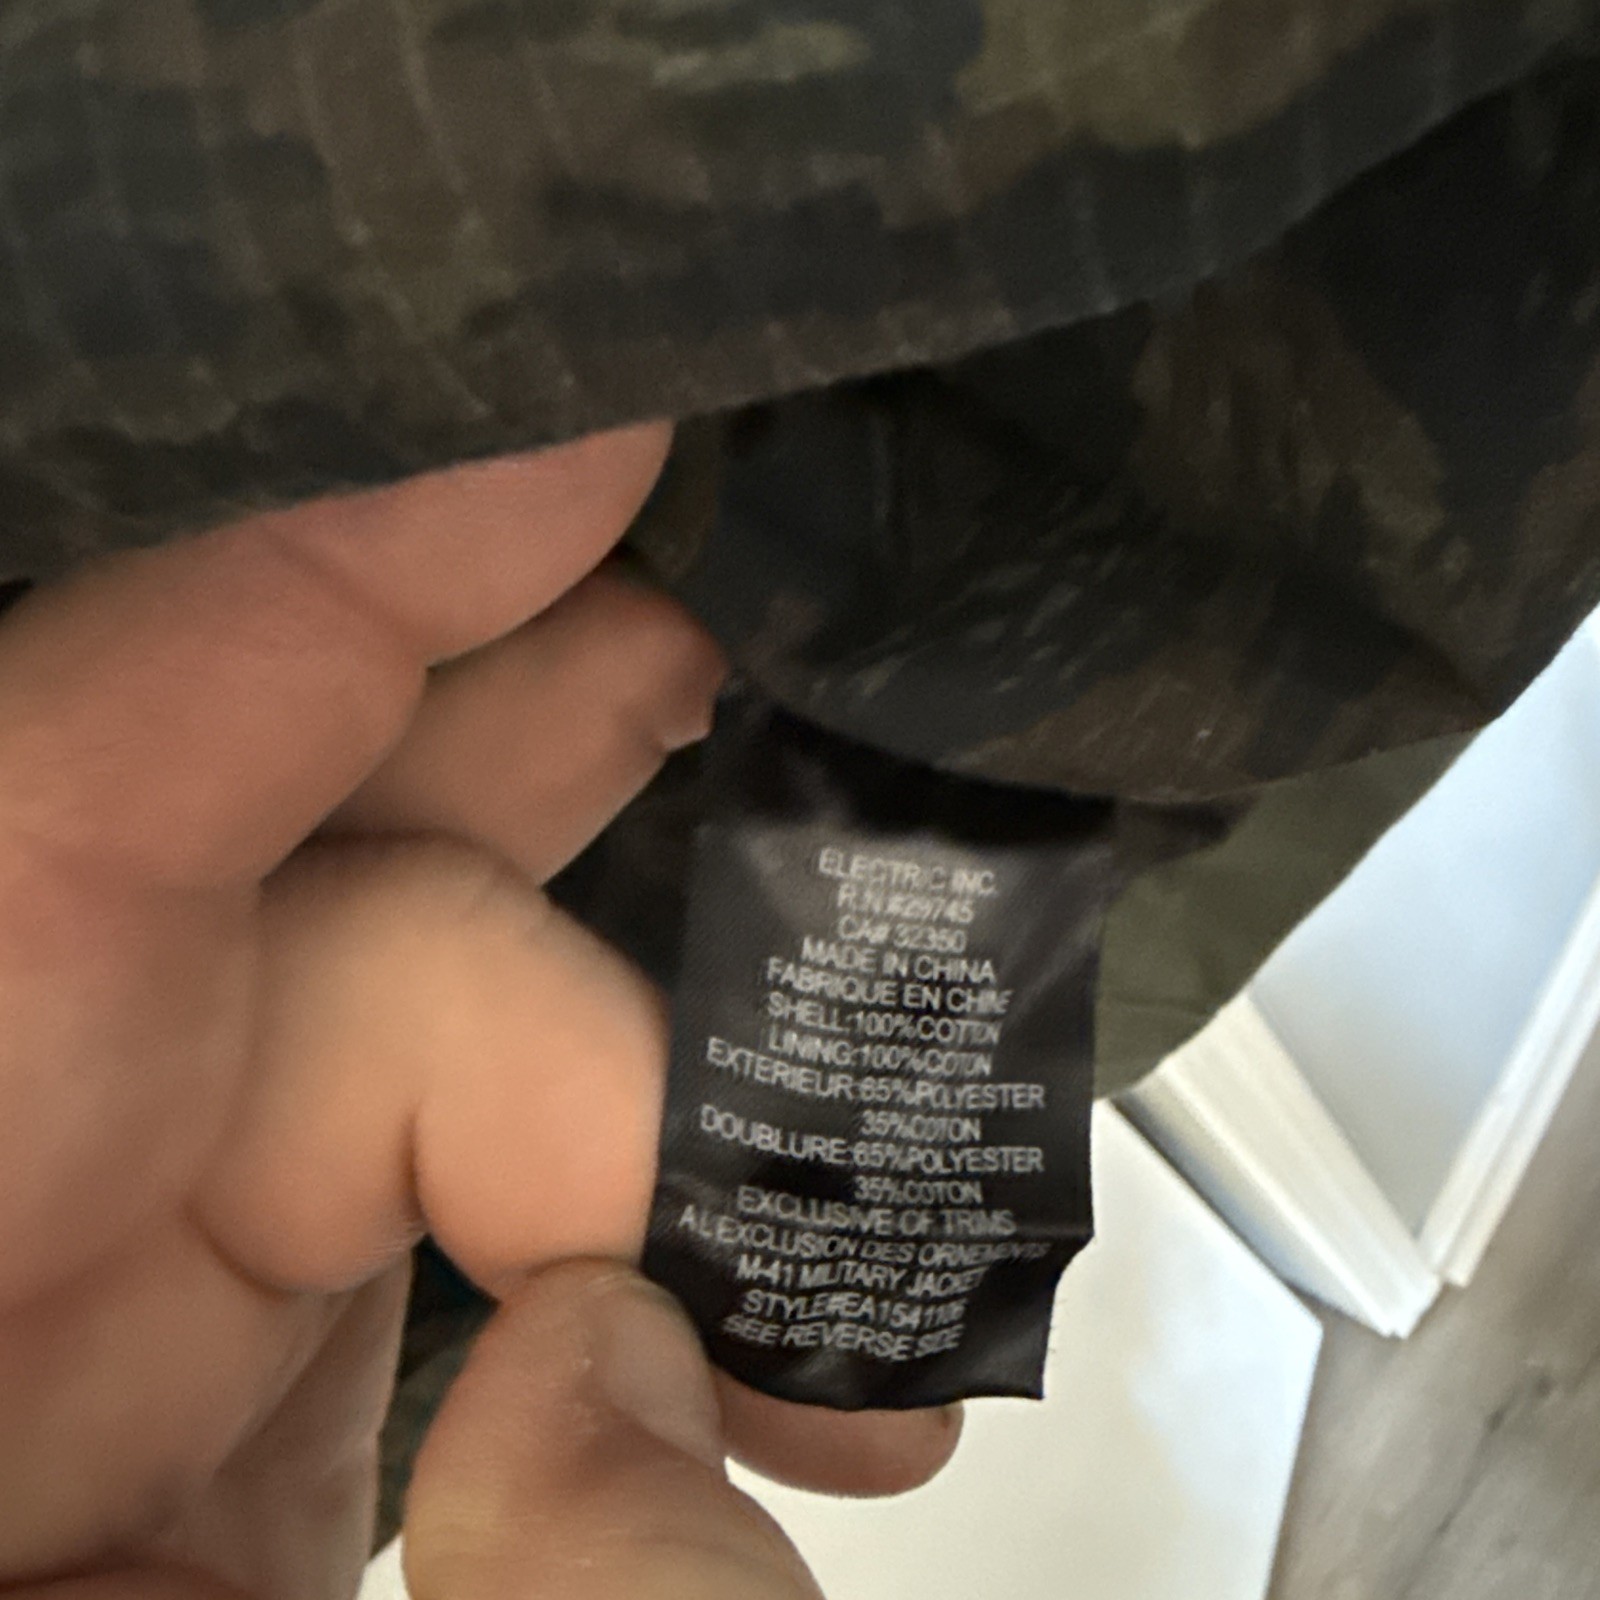 ELECTRIC INC.
R.N #29745
CA# 32350
MADE IN CHINA
FABRIQUE EN CHINE
SHELL:100%COTTON
LINING:100%COTON
EXTERIEUR:65%POLYESTER
35%COTON
DOUBLURE:65%POLYESTER
35%COTON
EXCLUSIVE OF TRIMS
A L'EXCLUSION DES ORNEMENTS
M-41 MILITARY JACKET
STYLE#EA1541106
SEE REVERSE SIDE